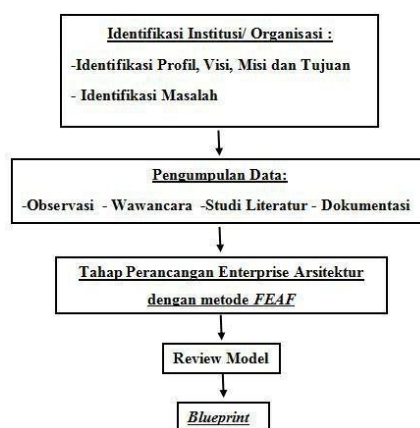 Identifikasi Institusi/ Organisasi :
-Identifikasi Profil, Visi, Misi dan Tujuan
- Identifikasi Masalah
Pengumpulan Data:
-Observasi - Wawancara -Studi Literatur - Dokumentasi
Tahap Perancangan Enterprise Arsitektur
dengan metode FEAF
Review Model
Blueprint